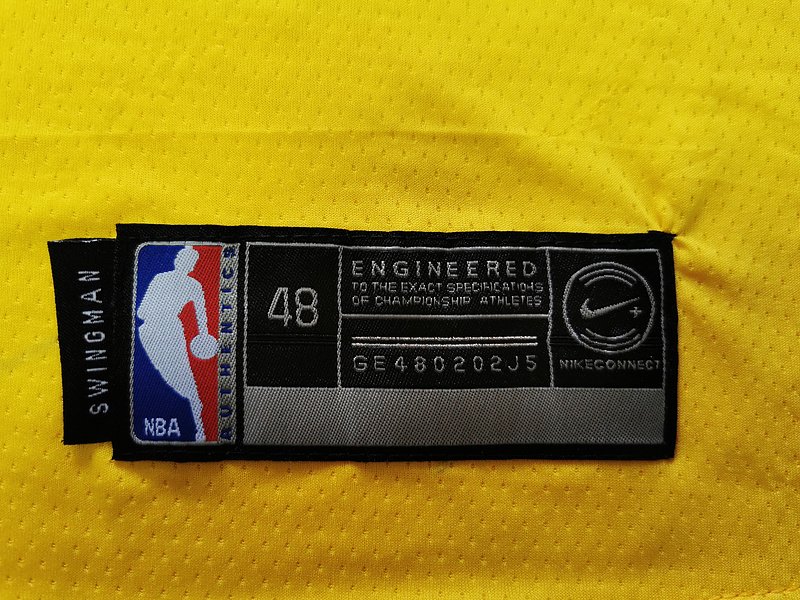 SWINGMAN
NBA
AUTHENTICS
48
ENGINEERED
TO THE EXACT SPECIFICATIONS
OF CHAMPIONSHIP ATHLETES
GE480202J5
NIKECONNECT